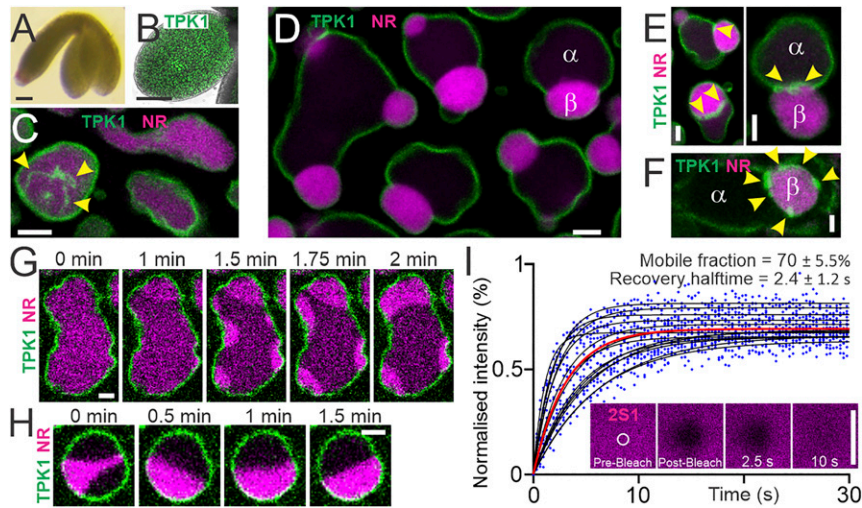 A
B
TPK1
C
TPK1 NR
D
TPK1 NR
α
β
E
TPK1 NR
α
β
F
TPK1 NR
α
β
G
TPK1 NR
0 min
1 min
1.5 min
1.75 min
2 min
H
TPK1 NR
0 min
0.5 min
1 min
1.5 min
I
Mobile fraction = 70 ± 5.5%
Recovery halftime = 2.4 ± 1.2 s
Normalised intensity (%)
1
0.5
0
2S1
Pre-Bleach
Post-Bleach
2.5 s
10 s
0
10
20
30
Time (s)